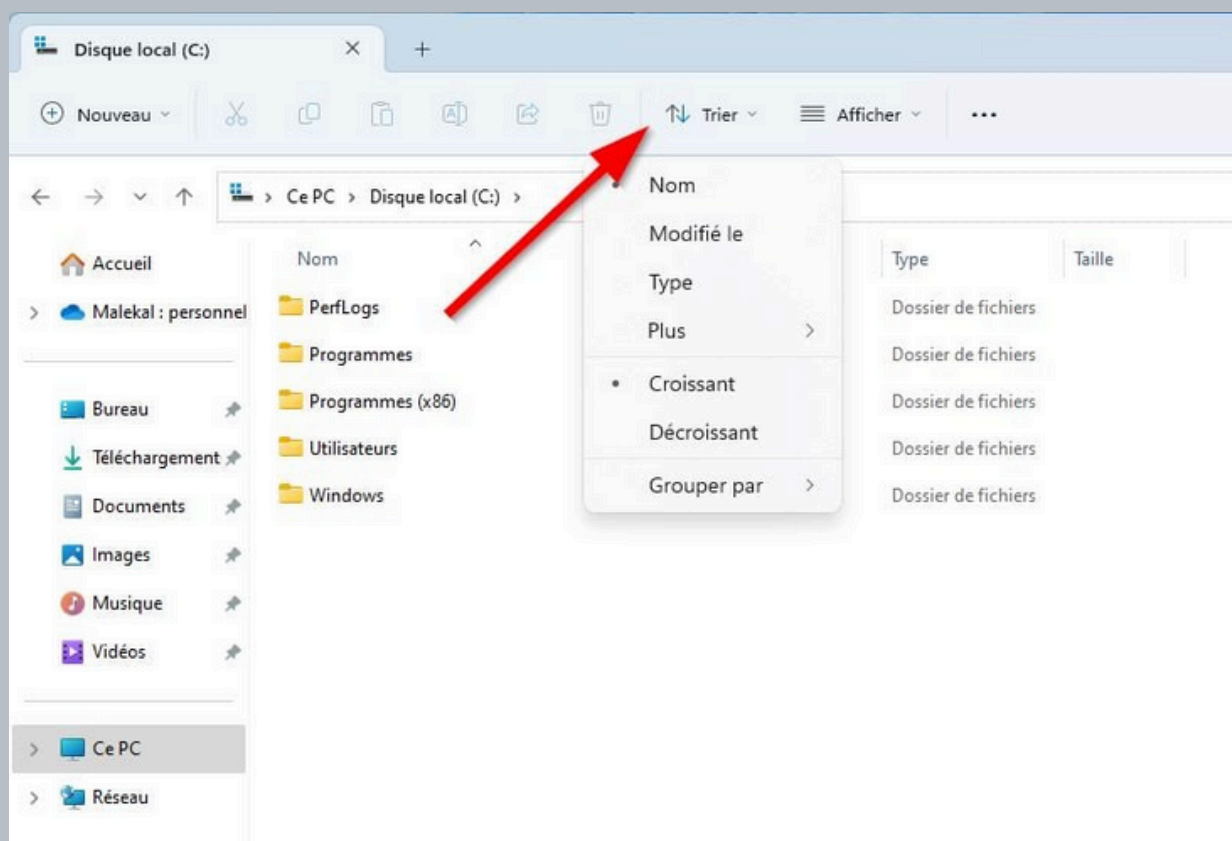 Disque local (C:)
Nouveau
Trier
Afficher
Ce PC > Disque local (C:) >
Nom
Modifié le
Type
Plus
Croissant
Décroissant
Grouper par
Accueil
Malekal : personnel
Bureau
Téléchargement
Documents
Images
Musique
Vidéos
Ce PC
Réseau
Nom Type Taille
PerfLogs Dossier de fichiers
Programmes Dossier de fichiers
Programmes (x86) Dossier de fichiers
Utilisateurs Dossier de fichiers
Windows Dossier de fichiers